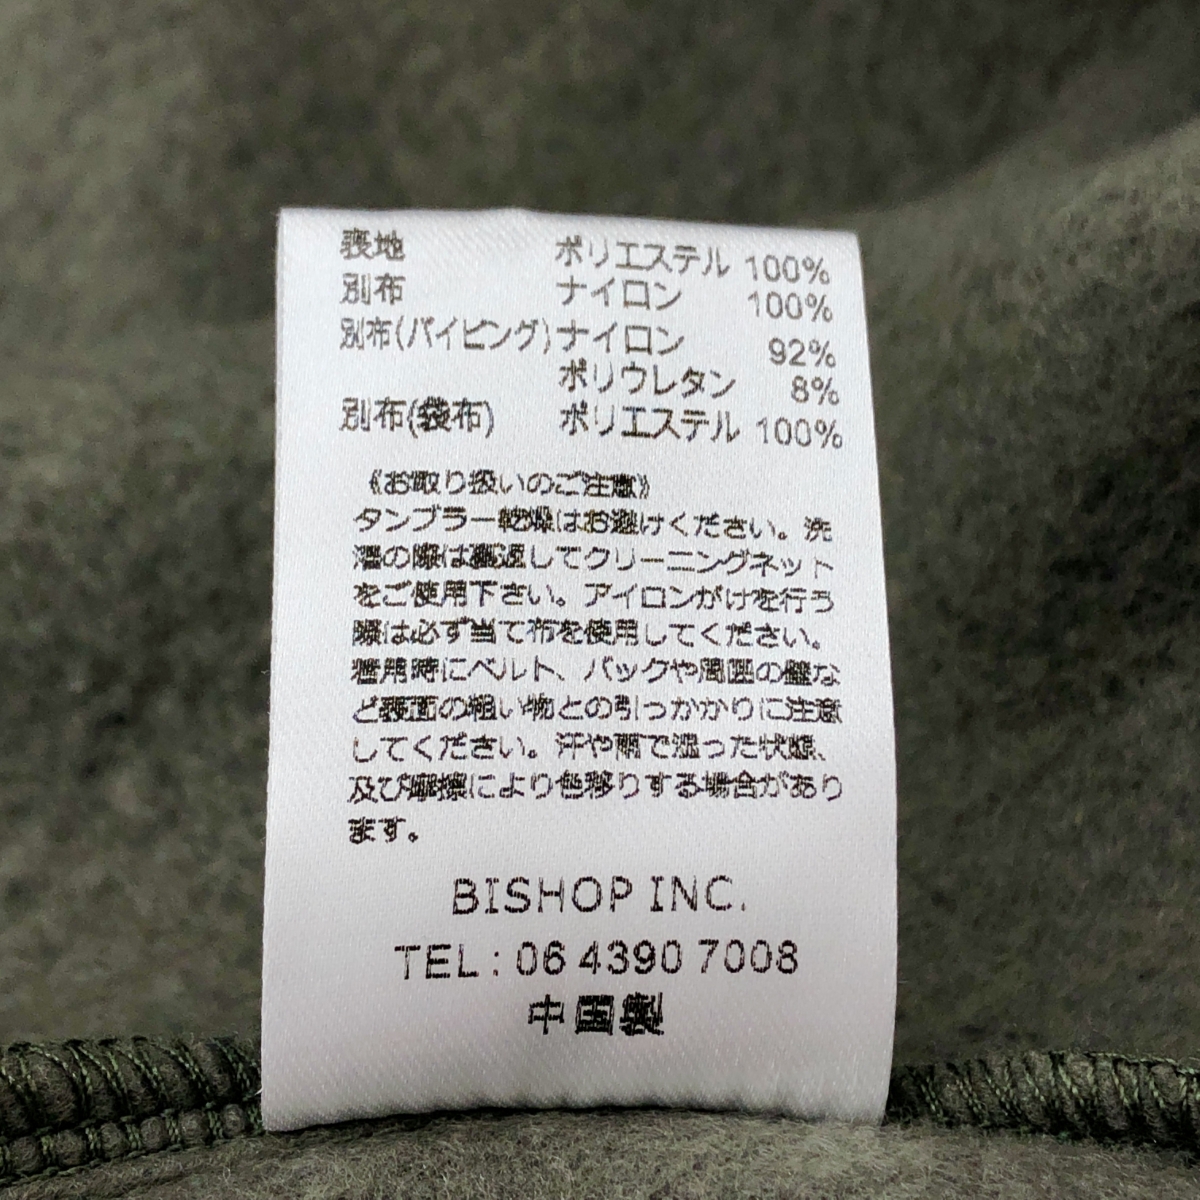 表地 ポリエステル 100%
別布 ナイロン 100%
別布(パイピング)ナイロン 92%
ポリウレタン 8%
別布(袋布) ポリエステル 100%
《お取り扱いのご注意》
タンブラー乾燥はお避けください。洗
濯の際は裏返してクリーニングネット
をご使用下さい。アイロンがけを行う
際は必ず当て布を使用してください。
着用時にベルト、バックや周囲の壁な
ど表面の粗い物との引っかかりに注意
してください。汗や雨で湿った状態、
及び摩擦により色移りする場合があり
ます。
BISHOP INC.
TEL : 06 4390 7008
中国製